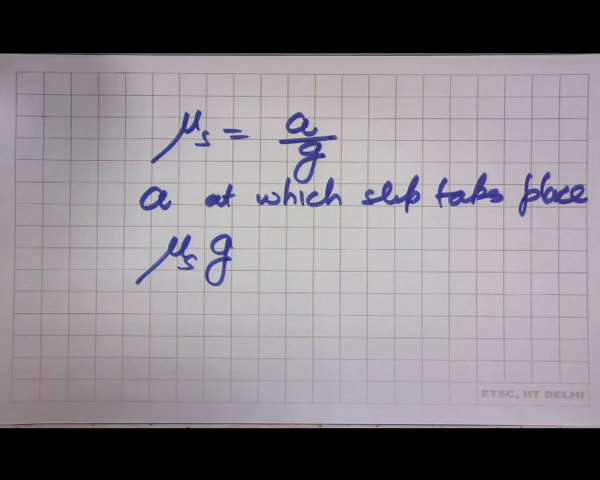 μs = a/g
a at which slip takes place
μs g
ETSC, IIT DELHI